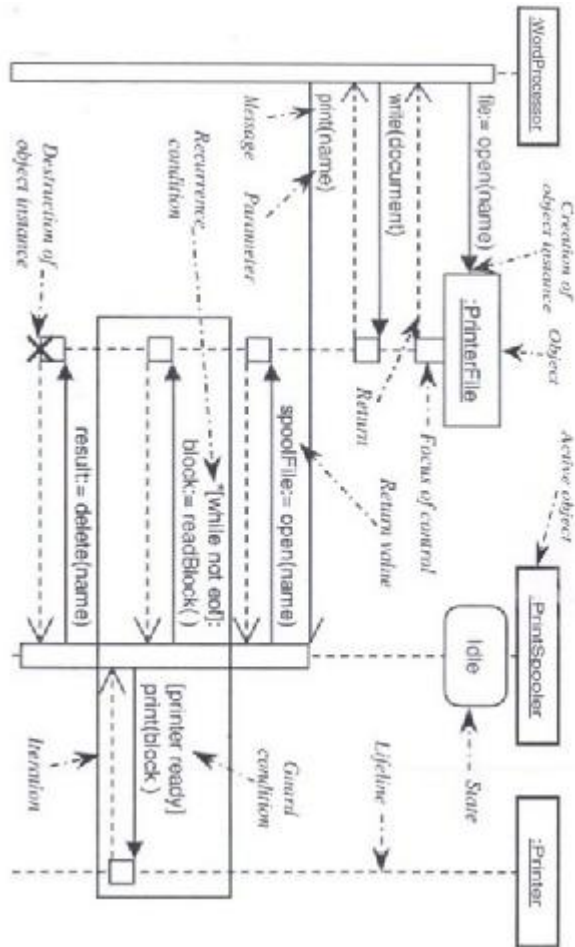 :WordProcessor
file:= open(name)
Creation of
object instance
:PrinterFile
Object
Active object
:PrintSpooler
Idle
State
:Printer
write(document)
Return
Focus of control
Return value
Lifeline
print(name)
Message
Parameter
spoolFile:= open(name)
Recurrence
condition
*[while not eof]:
block:= readBlock( )
[printer ready]
print(block )
Guard
condition
Iteration
Destruction of
object instance
result:= delete(name)